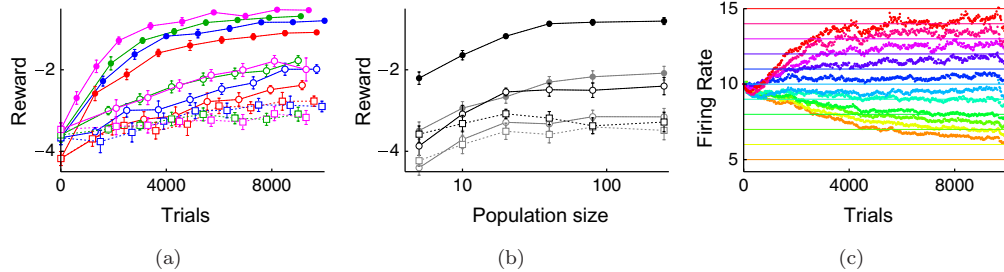 −2
−4
Reward
0
4000
8000
Trials
(a)
−2
−4
Reward
10
100
Population size
(b)
15
10
5
Firing Rate
0
4000
8000
Trials
(c)